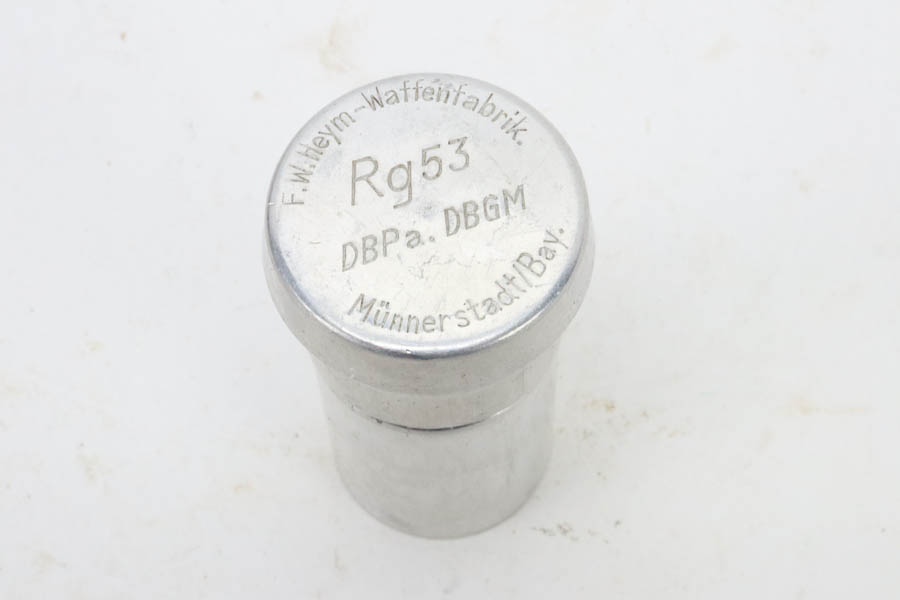 F.W.Heym-Waffenfabrik.
Rg53
DBPa. DBGM
Münnerstadt/Bay.